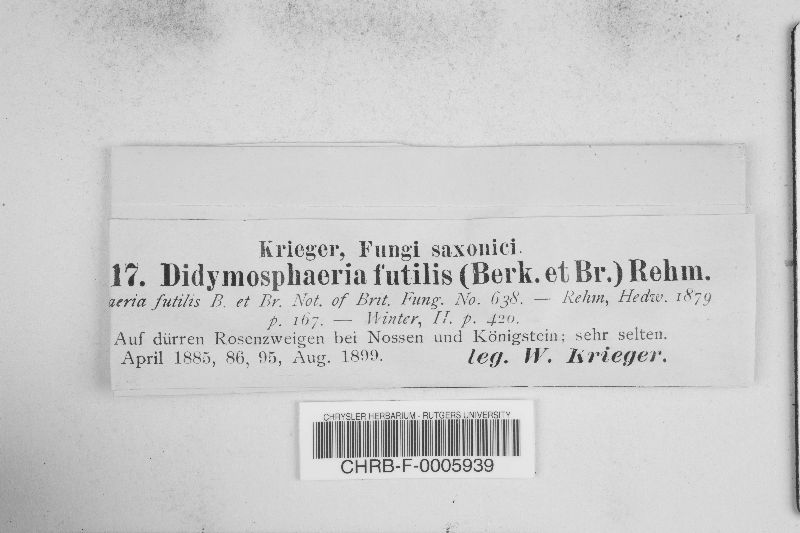 Krieger, Fungi saxonici.
17. Didymosphaeria futilis (Berk. et Br.) Rehm.
aeria futilis B. et Br. Not. of Brit. Fung. No. 638. — Rehm, Hedw. 1879
p. 167. — Winter, II. p. 420.
Auf dürren Rosenzweigen bei Nossen und Königstein; sehr selten.
April 1885, 86, 95, Aug. 1899. leg. W. Krieger.
CHRYSLER HERBARIUM - RUTGERS UNIVERSITY
CHRB-F-0005939